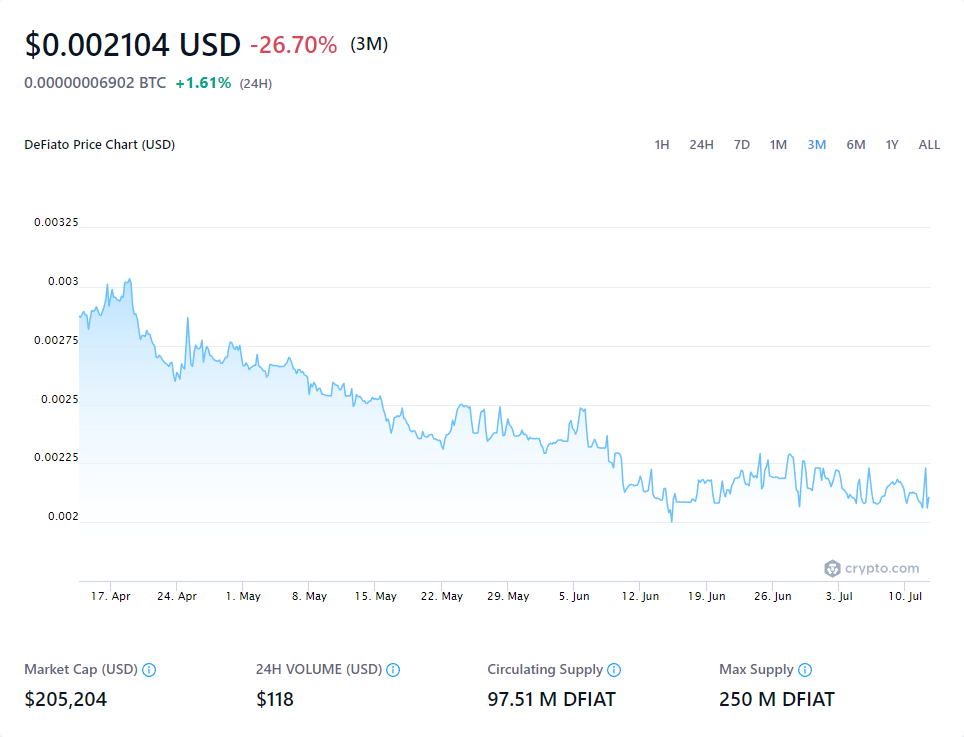 $0.002104 USD -26.70% (3M)
0.00000006902 BTC +1.61% (24H)
DeFiato Price Chart (USD) 1H 24H 7D 1M 3M 6M 1Y ALL
0.00325
0.003
0.00275
0.0025
0.00225
0.002
crypto.com
17. Apr 24. Apr 1. May 8. May 15. May 22. May 29. May 5. Jun 12. Jun 19. Jun 26. Jun 3. Jul 10. Jul
Market Cap (USD) 24H VOLUME (USD) Circulating Supply Max Supply
$205,204 $118 97.51 M DFIAT 250 M DFIAT